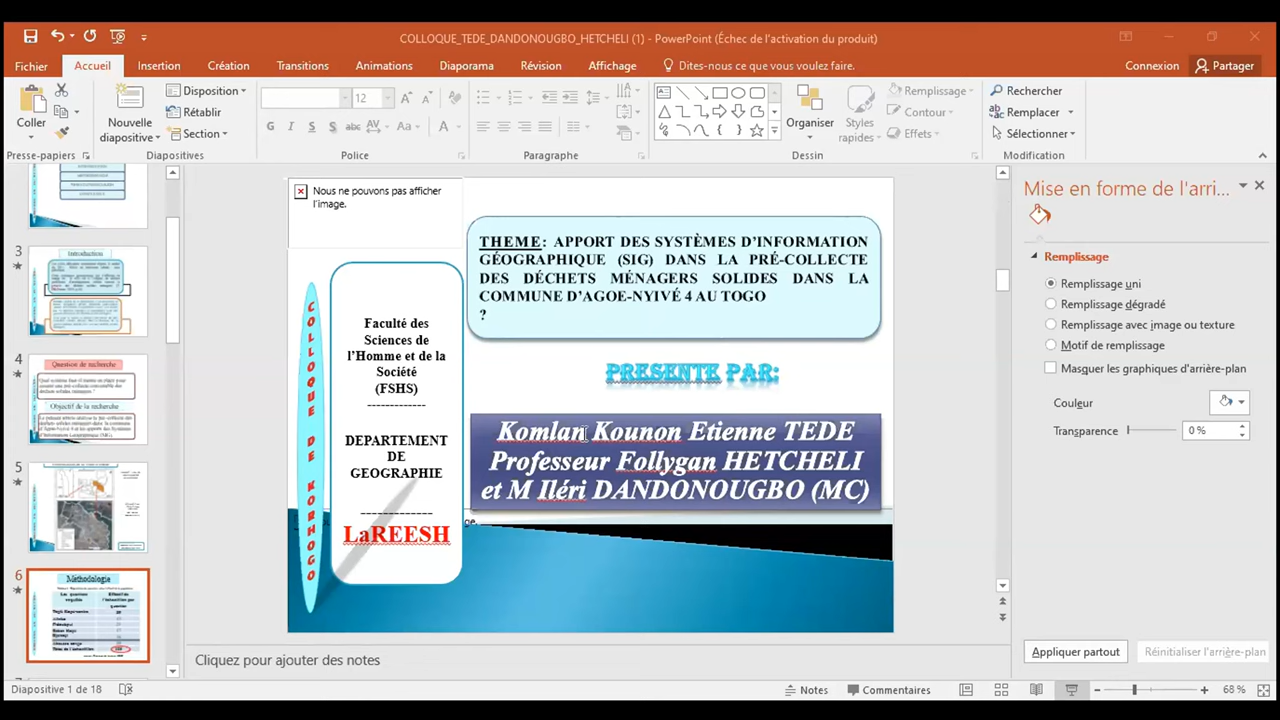 COLLOQUE_TEDE_DANDONOUGBO_HETCHELI (1) - PowerPoint (Échec de l'activation du produit)
Fichier Accueil Insertion Création Transitions Animations Diaporama Révision Affichage Dites-nous ce que vous voulez faire. Connexion Partager
Coller
Presse-papiers
Nouvelle
diapositive
Disposition
Rétablir
Section
Diapositives
12
G I S S abc AV Aa A
Police
Paragraphe
Organiser
Styles
rapides
Remplissage
Contour
Effets
Dessin
Rechercher
Remplacer
Sélectionner
Modification
3
Introduction
4
Question de recherche
Objectif de la recherche
5
6
Méthodologie
Nous ne pouvons pas afficher
l'image.
THEME: APPORT DES SYSTÈMES D'INFORMATION
GÉOGRAPHIQUE (SIG) DANS LA PRÉ-COLLECTE
DES DÉCHETS MÉNAGERS SOLIDES DANS LA
COMMUNE D'AGOE-NYIVÉ 4 AU TOGO
?
COLLOQUE DE KORHOGO
Faculté des
Sciences de
l'Homme et de la
Société
(FSHS)
-------------
DEPARTEMENT
DE
GEOGRAPHIE
-------------
LaREESH
PRESENTE PAR:
Komlan Kounon Etienne TEDE
Professeur Follygan HETCHELI
et M Iléri DANDONOUGBO (MC)
Cliquez pour ajouter des notes
Mise en forme de l'arri...
Remplissage
Remplissage uni
Remplissage dégradé
Remplissage avec image ou texture
Motif de remplissage
Masquer les graphiques d'arrière-plan
Couleur
Transparence 0 %
Appliquer partout Réinitialiser l'arrière-plan
Diapositive 1 de 18 Notes Commentaires 68 %